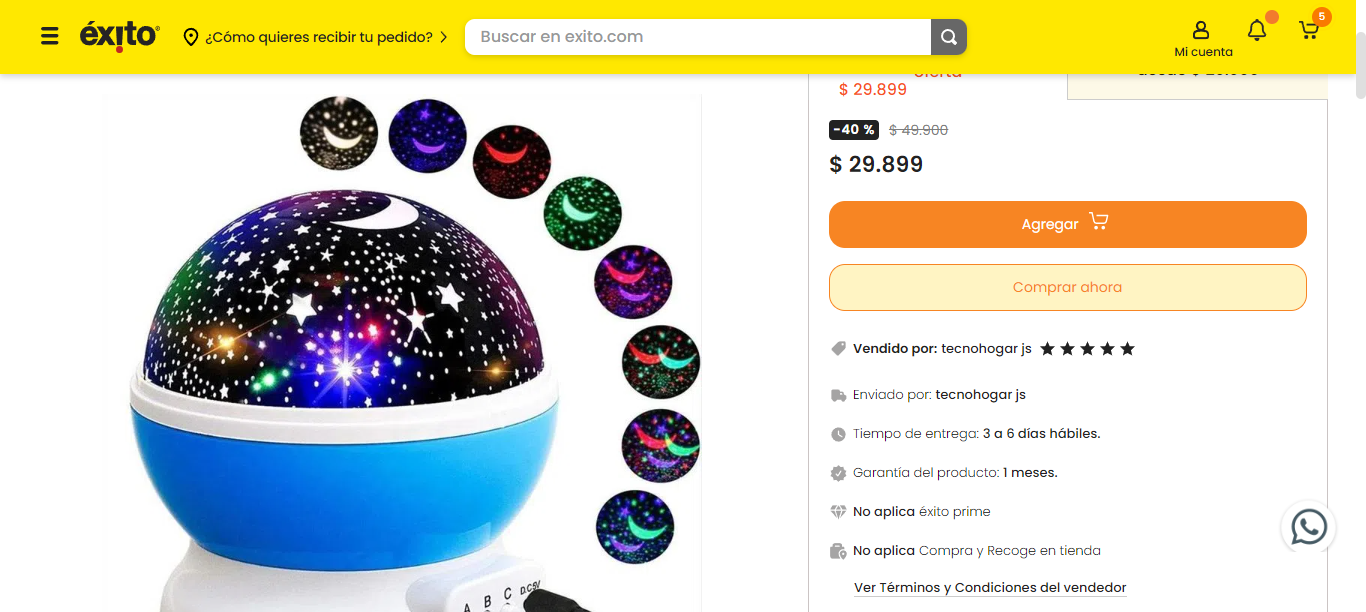 éxito
¿Cómo quieres recibir tu pedido?
Buscar en exito.com
Mi cuenta
5
$ 29.899
-40 % $ 49.900
$ 29.899
Agregar
Comprar ahora
Vendido por: tecnohogar js
Enviado por: tecnohogar js
Tiempo de entrega: 3 a 6 días hábiles.
Garantía del producto: 1 meses.
No aplica éxito prime
No aplica Compra y Recoge en tienda
Ver Términos y Condiciones del vendedor
A B C D.C5V